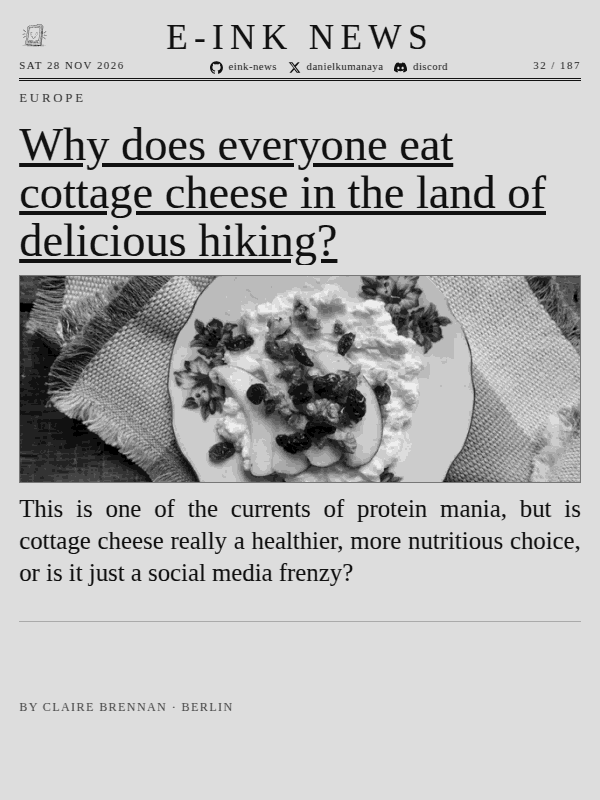 E-INK NEWS
SAT 28 NOV 2026
eink-news
danielkumanaya
discord
32 / 187
EUROPE
Why does everyone eat
cottage cheese in the land of
delicious hiking?
This is one of the currents of protein mania, but is
cottage cheese really a healthier, more nutritious choice,
or is it just a social media frenzy?
BY CLAIRE BRENNAN · BERLIN